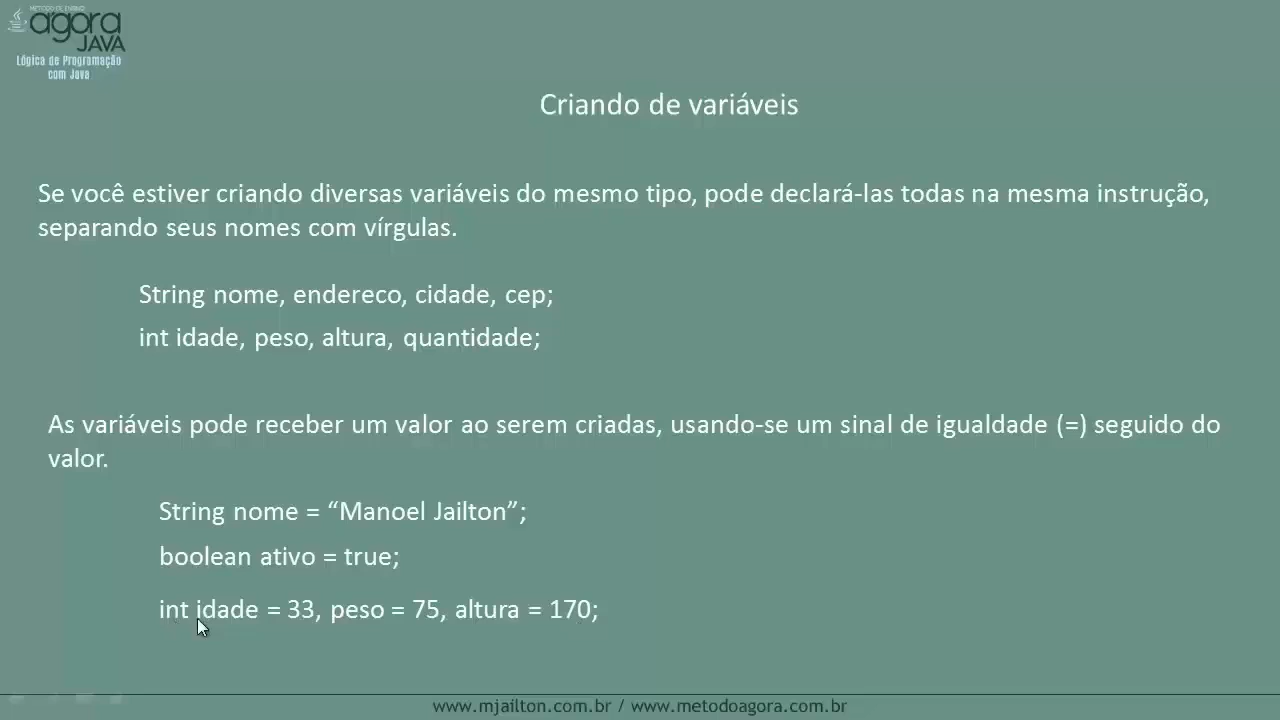 METODO DE ENSINO
agora
JAVA
Lógica de Programação
com Java
Criando de variáveis
Se você estiver criando diversas variáveis do mesmo tipo, pode declará-las todas na mesma instrução,
separando seus nomes com vírgulas.
String nome, endereco, cidade, cep;
int idade, peso, altura, quantidade;
As variáveis pode receber um valor ao serem criadas, usando-se um sinal de igualdade (=) seguido do
valor.
String nome = “Manoel Jailton”;
boolean ativo = true;
int idade = 33, peso = 75, altura = 170;
www.mjailton.com.br / www.metodoagora.com.br